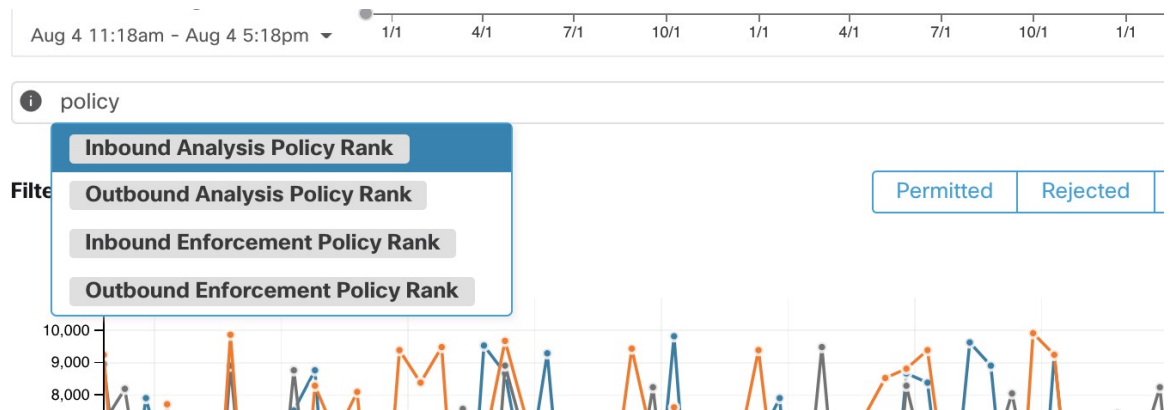 Aug 4 11:18am - Aug 4 5:18pm
1/1 4/1 7/1 10/1 1/1 4/1 7/1 10/1 1/1
policy
Inbound Analysis Policy Rank
Outbound Analysis Policy Rank
Inbound Enforcement Policy Rank
Outbound Enforcement Policy Rank
Filte
Permitted Rejected
10,000
9,000
8,000